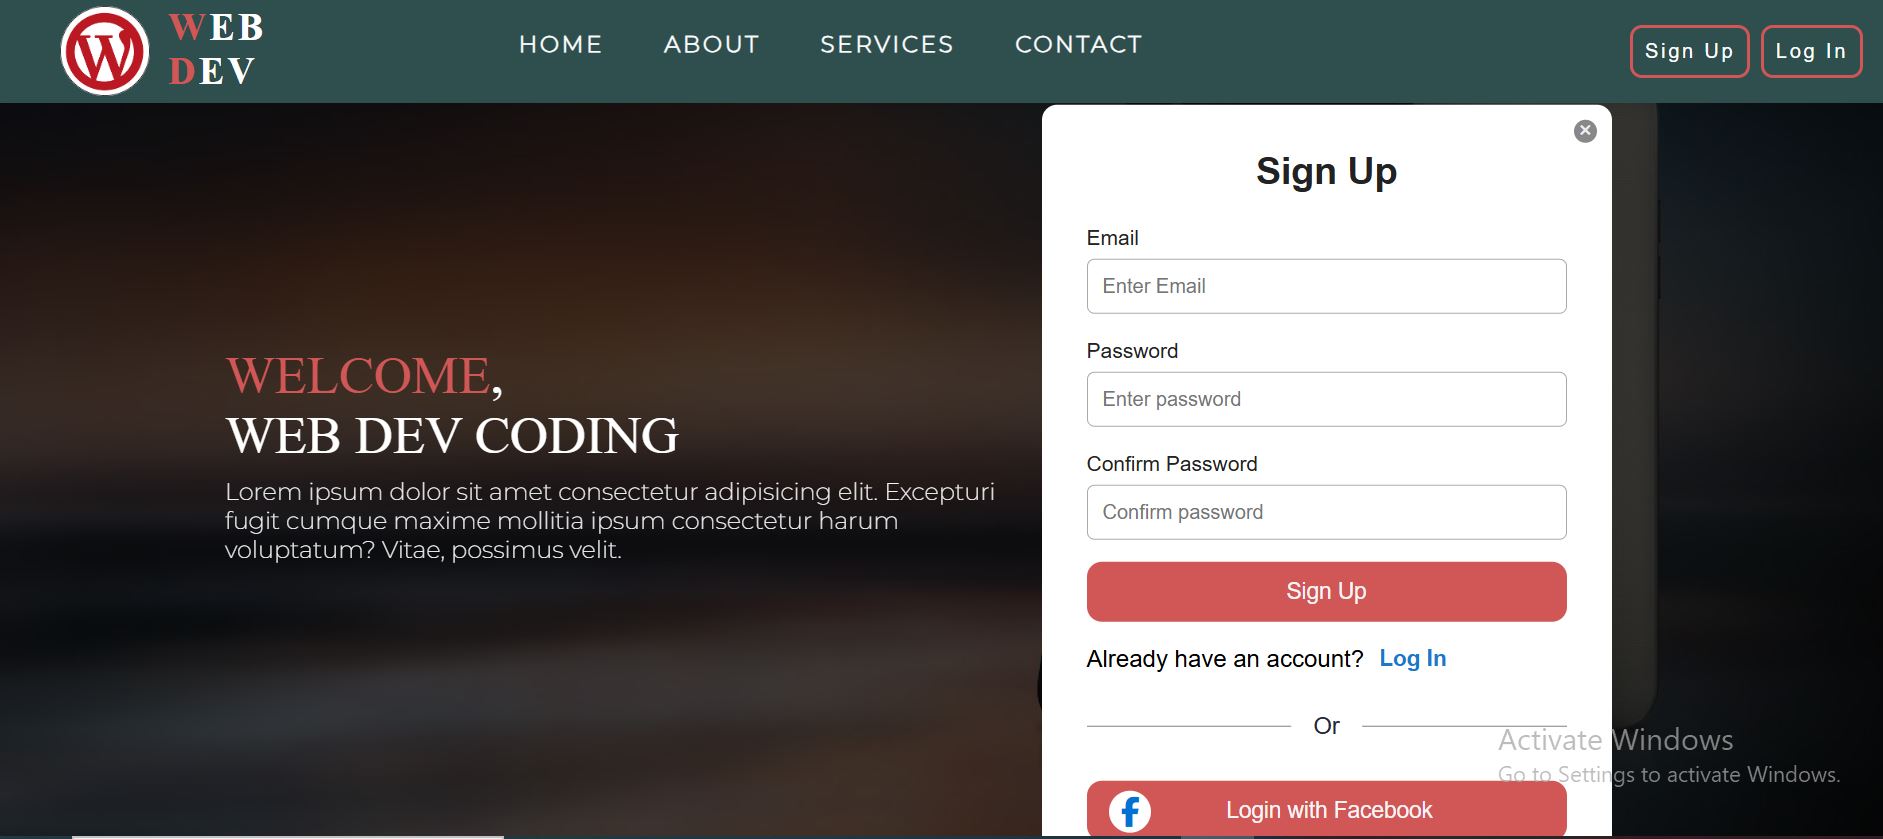 W
WEB
DEV
HOME
ABOUT
SERVICES
CONTACT
Sign Up
Log In
WELCOME,
WEB DEV CODING
Lorem ipsum dolor sit amet consectetur adipisicing elit. Excepturi
fugit cumque maxime mollitia ipsum consectetur harum
voluptatum? Vitae, possimus velit.
Sign Up
Email
Enter Email
Password
Enter password
Confirm Password
Confirm password
Sign Up
Already have an account? Log In
Or
Login with Facebook
Activate Windows
Go to Settings to activate Windows.